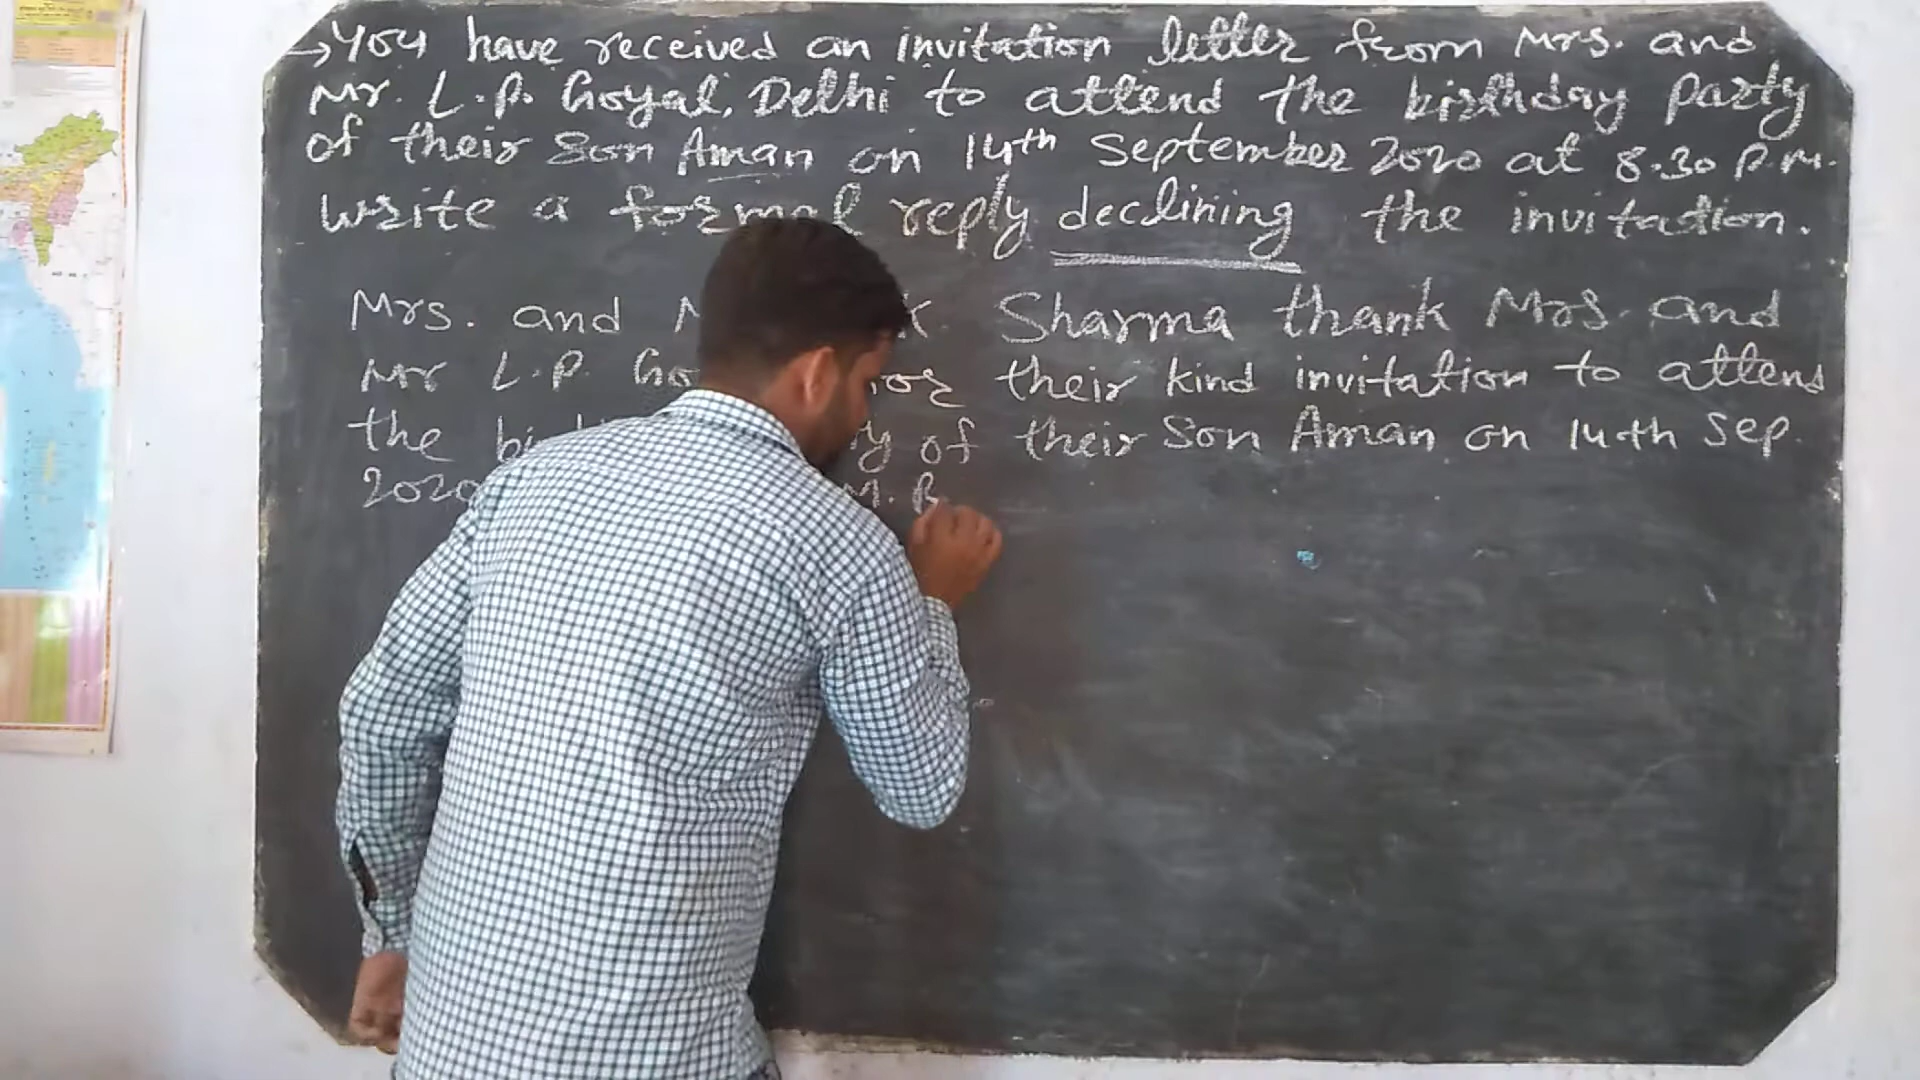 →You have received an invitation letter from Mrs. and
Mr. L.P. Goyal, Delhi to attend the birthday party
of their son Aman on 14th September 2020 at 8.30 P.M.
write a formal reply declining the invitation.
Mrs. and K. Sharma thank Mrs. and
Mr L.P. their kind invitation to attend
the of their son Aman on 14th Sep.
2020 M.